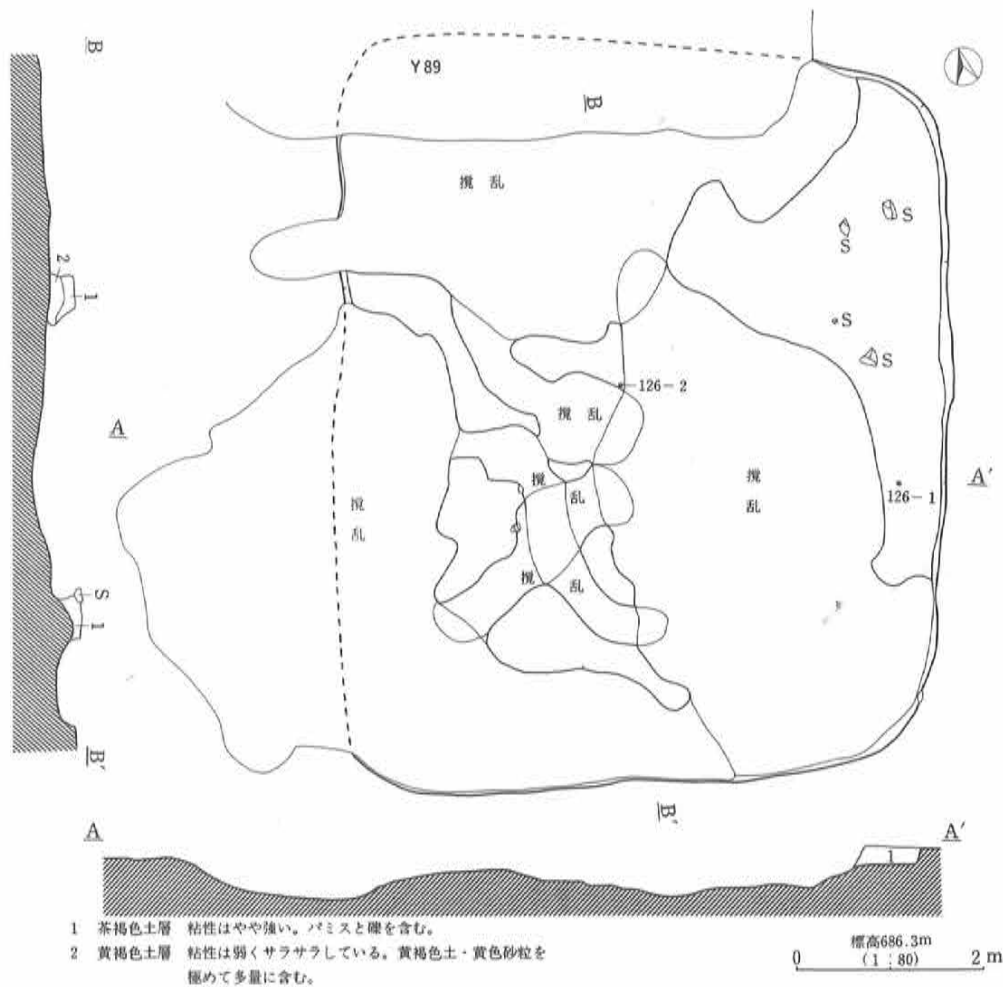 B
Y89
B
攪乱
S
S
2
1
S
S
126-2
A
攪乱
A'
攪乱
攪乱
126-1
攪乱
攪乱
S
1
B'
B'
A
A'
1
1 茶褐色土層 粘性はやや強い。パミスと礫を含む。
2 黄褐色土層 粘性は弱くサラサラしている。黄褐色土・黄色砂粒を
極めて多量に含む。
標高686.3m
(1:80)
0 2m